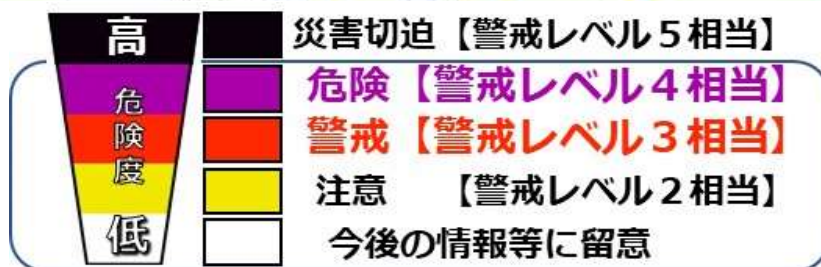 高 災害切迫【警戒レベル５相当】
危険【警戒レベル４相当】
危険度 警戒【警戒レベル３相当】
注意 【警戒レベル２相当】
低 今後の情報等に留意